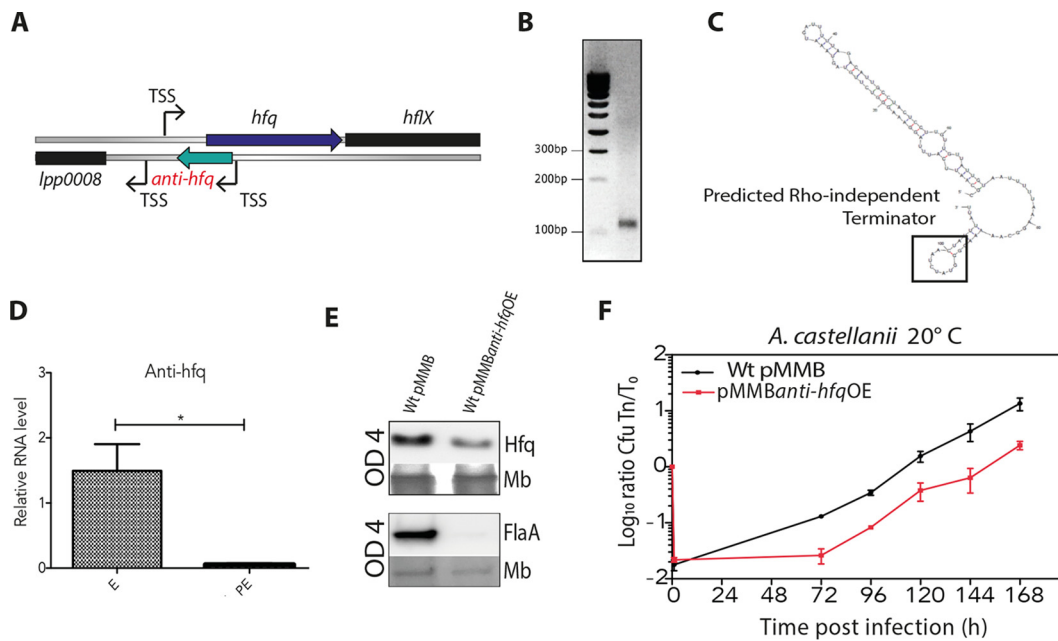 A
TSS
hfq
hflX
lpp0008
anti-hfq
TSS
TSS
B
300bp
200bp
100bp
C
Predicted Rho-independent
Terminator
D
Anti-hfq
Relative RNA level
3
2
1
0
*
E
PE
E
Wt pMMB
Wt pMMBanti-hfqOE
OD 4
Hfq
Mb
OD 4
FlaA
Mb
F
A. castellanii 20° C
Wt pMMB
pMMBanti-hfqOE
Log10 ratio Cfu Tn/T0
2
1
0
-1
-2
0 24 48 72 96 120 144 168
Time post infection (h)